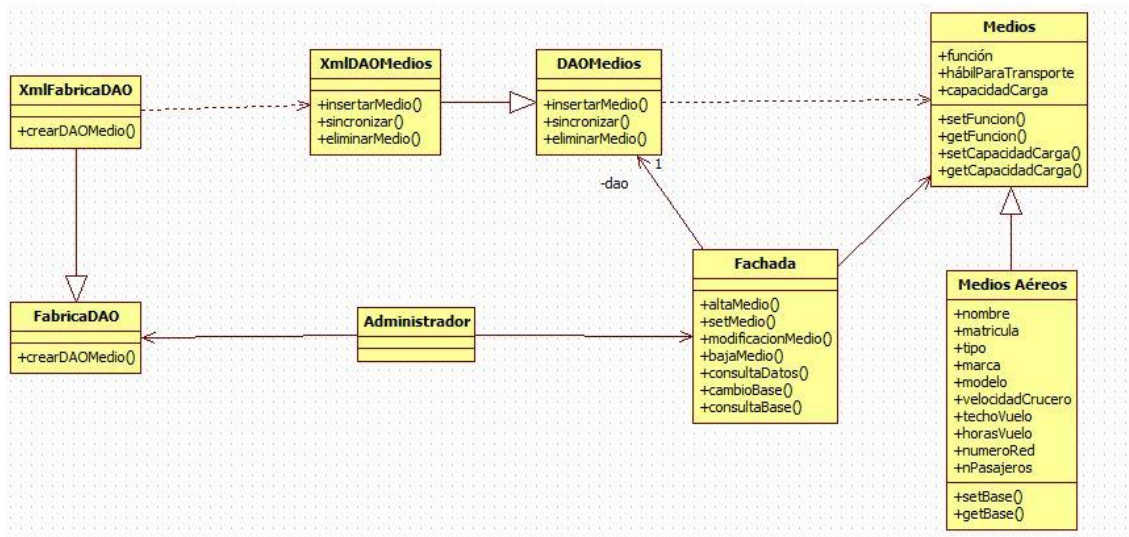 XmlFabricaDAO
+crearDAOMedio()
XmlDAOMedios
+insertarMedio()
+sincronizar()
+eliminarMedio()
DAOMedios
+insertarMedio()
+sincronizar()
+eliminarMedio()
Medios
+función
+hábilParaTransporte
+capacidadCarga
+setFuncion()
+getFuncion()
+setCapacidadCarga()
+getCapacidadCarga()
1
-dao
FabricaDAO
+crearDAOMedio()
Administrador
Fachada
+altaMedio()
+setMedio()
+modificacionMedio()
+bajaMedio()
+consultaDatos()
+cambioBase()
+consultaBase()
Medios Aéreos
+nombre
+matricula
+tipo
+marca
+modelo
+velocidadCrucero
+techoVuelo
+horasVuelo
+numeroRed
+nPasajeros
+setBase()
+getBase()